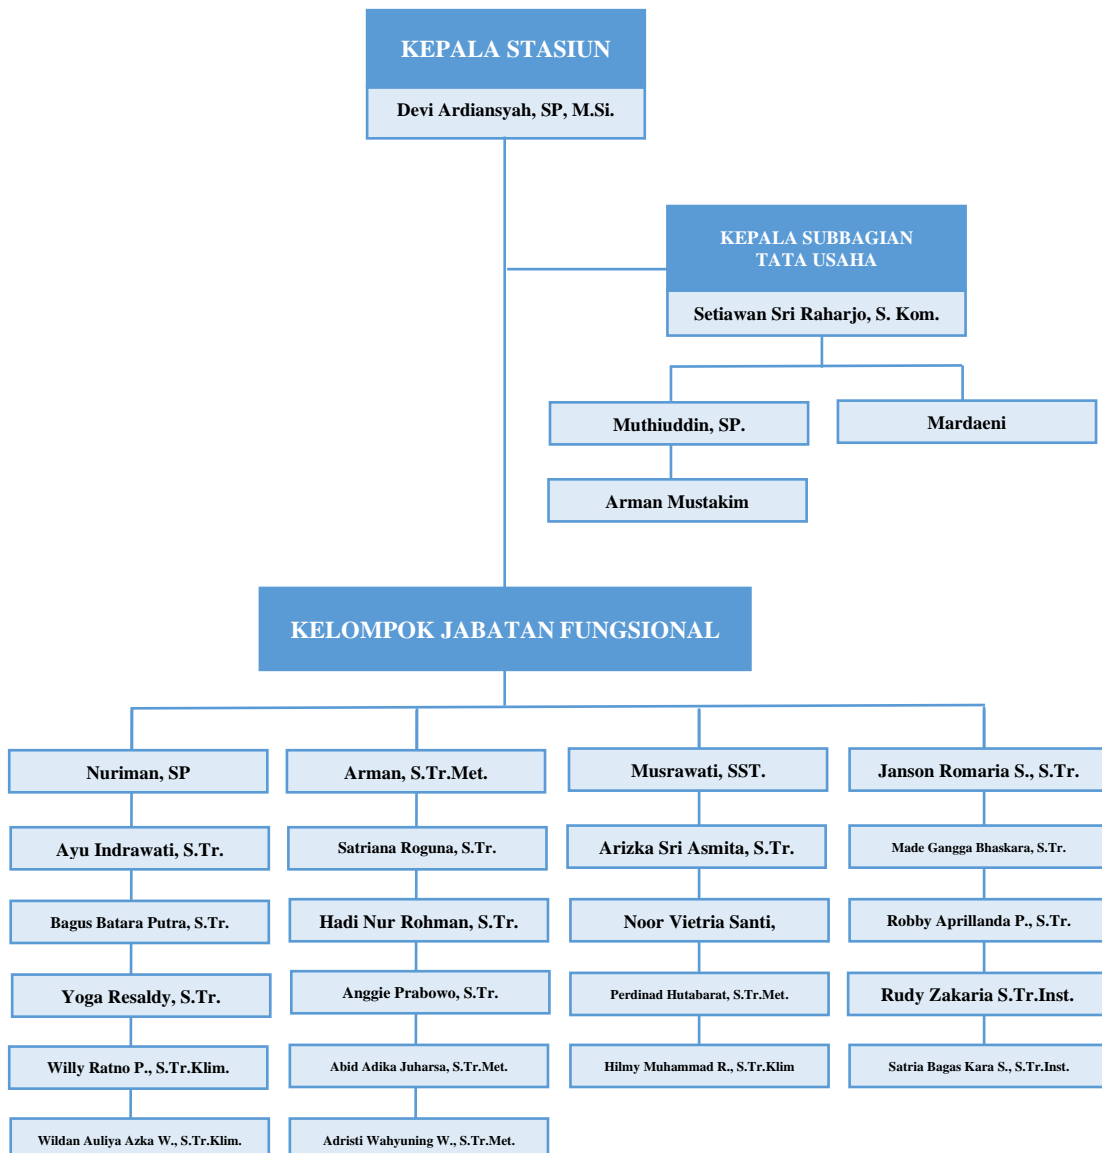 KEPALA STASIUN
Devi Ardiansyah, SP, M.Si.
KEPALA SUBBAGIAN
TATA USAHA
Setiawan Sri Raharjo, S. Kom.
Muthiuddin, SP.
Mardaeni
Arman Mustakim
KELOMPOK JABATAN FUNGSIONAL
Nuriman, SP
Arman, S.Tr.Met.
Musrawati, SST.
Janson Romaria S., S.Tr.
Ayu Indrawati, S.Tr.
Satriana Roguna, S.Tr.
Arizka Sri Asmita, S.Tr.
Made Gangga Bhaskara, S.Tr.
Bagus Batara Putra, S.Tr.
Hadi Nur Rohman, S.Tr.
Noor Vietria Santi,
Robby Aprillanda P., S.Tr.
Yoga Resaldy, S.Tr.
Anggie Prabowo, S.Tr.
Perdinad Hutabarat, S.Tr.Met.
Rudy Zakaria S.Tr.Inst.
Willy Ratno P., S.Tr.Klim.
Abid Adika Juharsa, S.Tr.Met.
Hilmy Muhammad R., S.Tr.Klim
Satria Bagas Kara S., S.Tr.Inst.
Wildan Auliya Azka W., S.Tr.Klim.
Adristi Wahyuning W., S.Tr.Met.